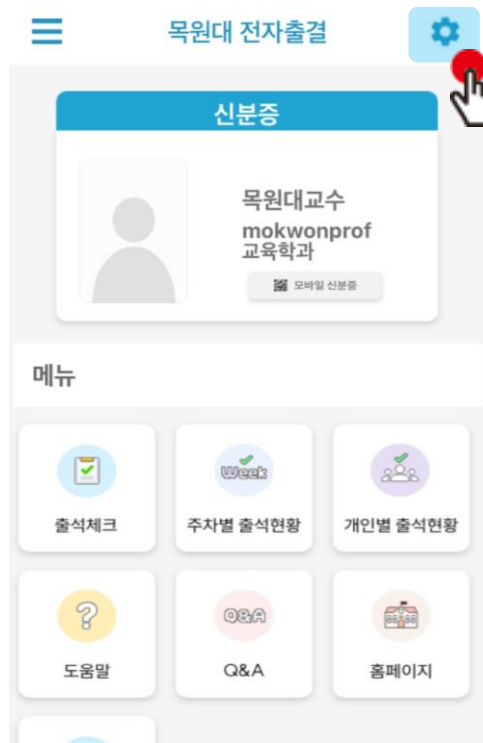 목원대 전자출결
신분증
목원대교수
mokwonprof
교육학과
모바일 신분증
메뉴
Week
출석체크
주차별 출석현황
개인별 출석현황
Q&A
도움말
Q&A
홈페이지